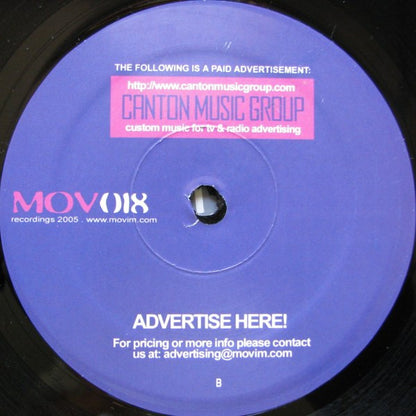 THE FOLLOWING IS A PAID ADVERTISEMENT:
http://www.cantonmusicgroup.com
CANTON MUSIC GROUP
custom music for tv & radio advertising
MOV018
recordings 2005 . www.movim.com
ADVERTISE HERE!
For pricing or more info please contact
us at: advertising@movim.com
B